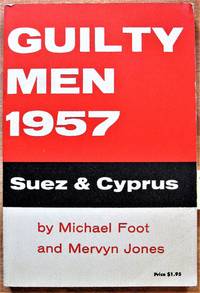 GUILTY
MEN
1957
Suez & Cyprus
by Michael Foot
and Mervyn Jones
Price $1.95